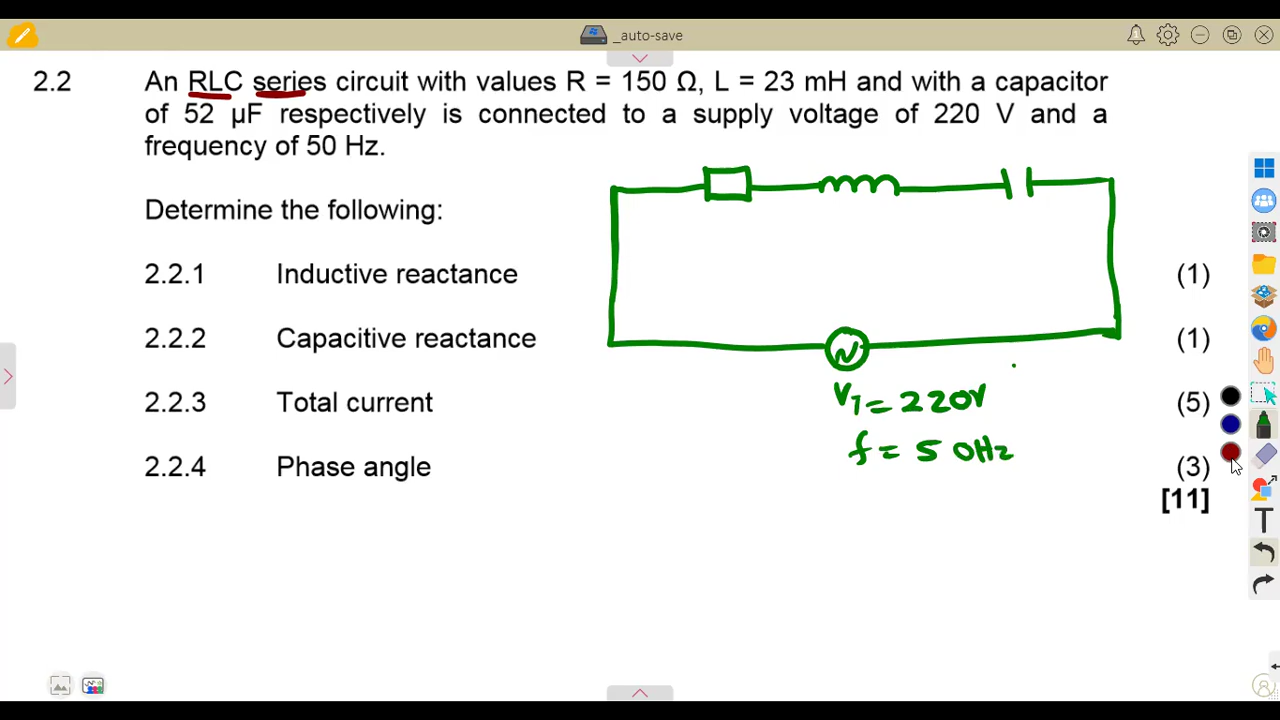 _auto-save
2.2 An RLC series circuit with values R = 150 Ω, L = 23 mH and with a capacitor
of 52 µF respectively is connected to a supply voltage of 220 V and a
frequency of 50 Hz.
Determine the following:
2.2.1 Inductive reactance (1)
2.2.2 Capacitive reactance (1)
2.2.3 Total current (5)
2.2.4 Phase angle (3)
[11]
N
VT = 220V
f = 50Hz
T